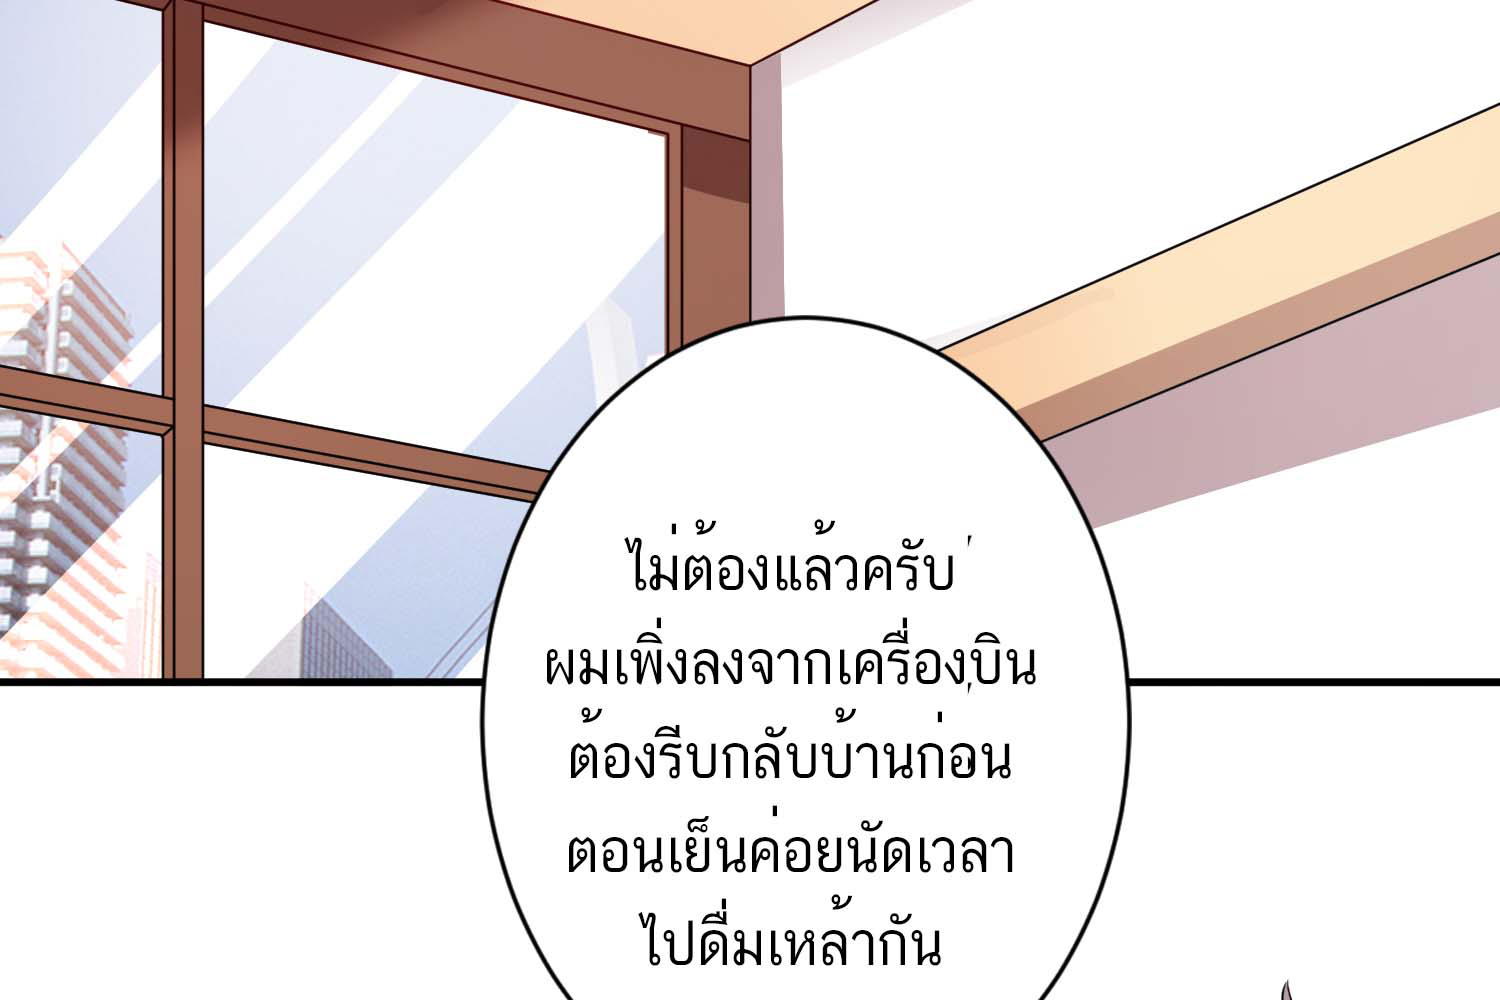 ไม่ต้องแล้วครับ
ผมเพิ่งลงจากเครื่องบิน
ต้องรีบกลับบ้านก่อน
ตอนเย็นค่อยนัดเวลา
ไปดื่มเหล้ากัน